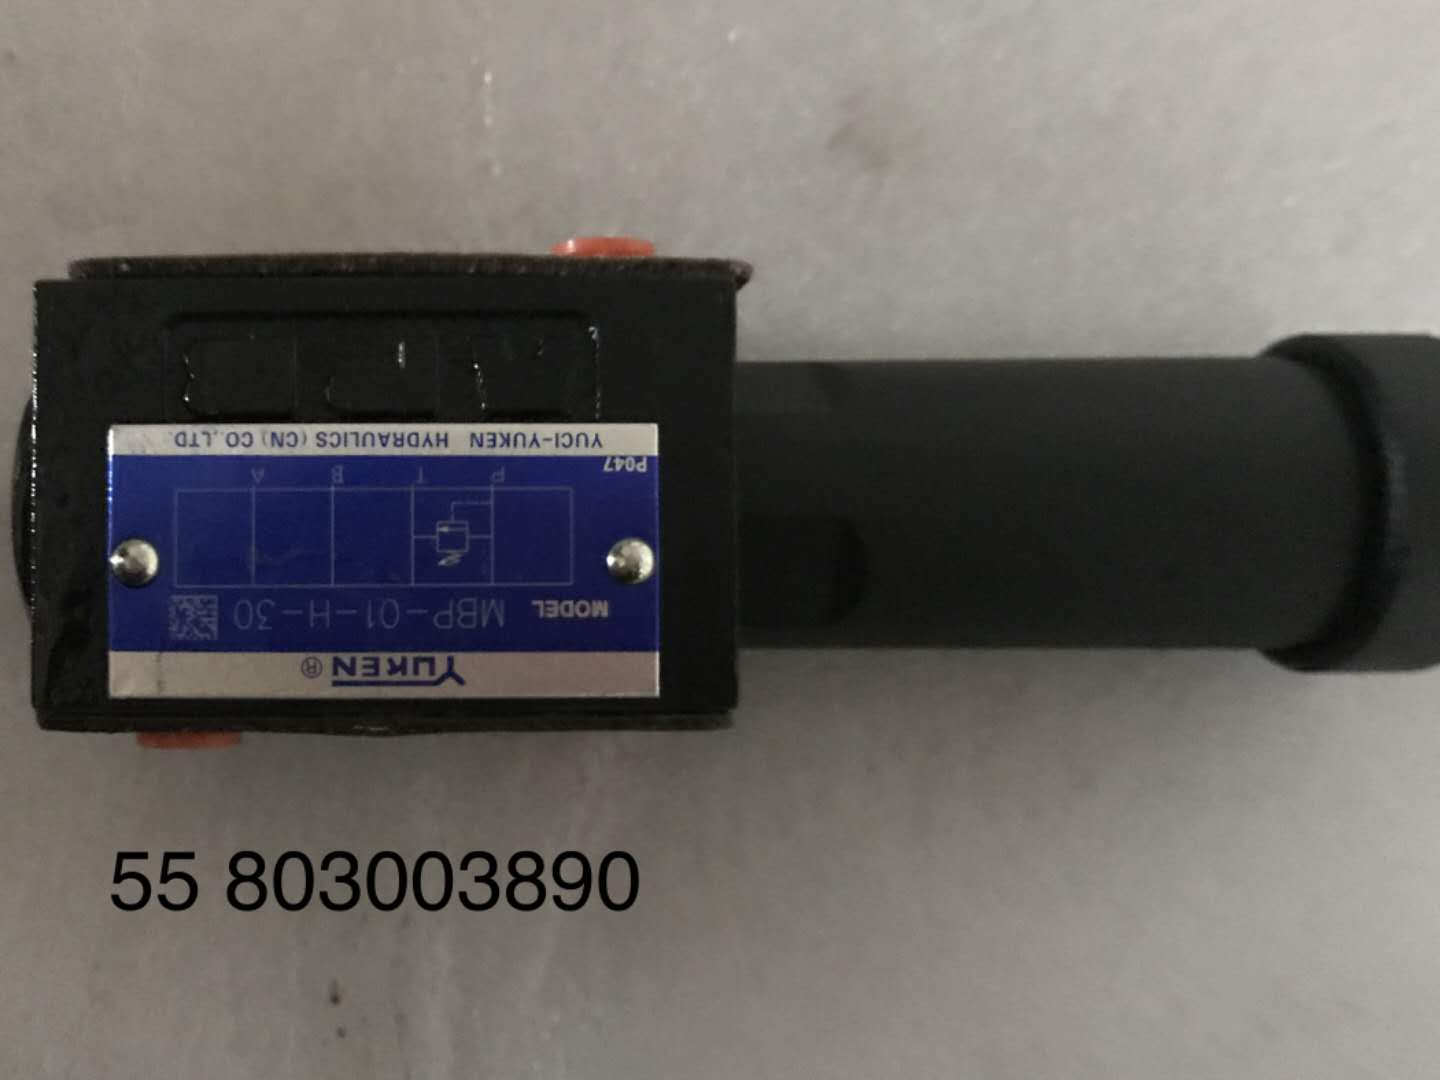 YUKEN®
MODEL MBP-01-H-30
P T B A
P047
YUCI-YUKEN HYDRAULICS (CN) CO.,LTD.
55 803003890